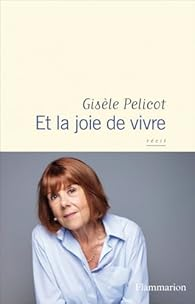 Gisèle Pelicot
Et la joie de vivre
récit
Flammarion